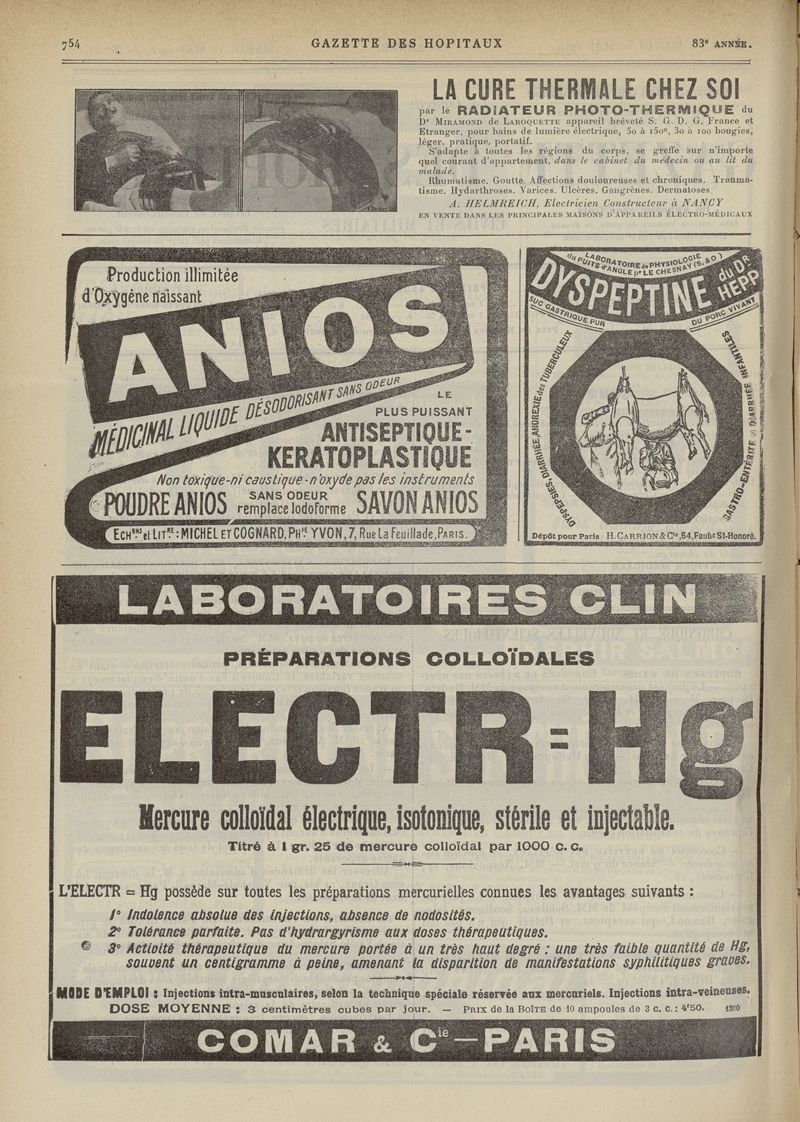 754 GAZETTE DES HOPITAUX 83e ANNÉE.
LA CURE THERMALE CHEZ SOI
par le RADIATEUR PHOTO-THERMIQUE du
Dr MIRAMOND de LAROQUETTE appareil bréveté S. G. D. G. France et
Etranger, pour bains de lumière électrique, 50 à 150°, 30 à 100 bougies,
léger, pratique, portatif.
S'adapte à toutes les régions du corps, se greffe sur n'importe
quel courant d'appartement, dans le cabinet du médecin ou au lit du
malade.
Rhumatisme. Goutte. Affections douloureuses et chroniques. Trauma-
tisme. Hydarthroses. Varices. Ulcères. Gangrènes. Dermatoses
A. HELMREICH, Electricien Constructeur à NANCY
EN VENTE DANS LES PRINCIPALES MAISONS D'APPAREILS ÉLECTRO-MÉDICAUX
Production illimitée
d'Oxygène naissant
ANIOS
MÉDICINAL LIQUIDE DÉSODORISANT SANS ODEUR
LE
PLUS PUISSANT
ANTISEPTIQUE-
KERATOPLASTIQUE
Non toxique-ni caustique-n'oxyde pas les instruments
POUDRE ANIOS SANS ODEUR remplace Iodoforme SAVON ANIOS
ECHons et LITre: MICHEL ET COGNARD, PHie YVON, 7, Rue La Feuillade, PARIS.
LABORATOIRE de PHYSIOLOGIE
du PUITS d'ANGLE pr LE CHESNAY (S.&O)
DYSPEPTINE du DR HEPP
SUC GASTRIQUE PUR DU PORC VIVANT
DYSPEPSIES, DIARRHÉE, ANOREXIE des TUBERCULEUX
GASTRO-ENTÉRITE & DIARRHÉE INFANTILES
Dépôt pour Paris H. CARRION & Cie, 54, Faubg St-Honoré.
LABORATOIRES CLIN
PRÉPARATIONS COLLOÏDALES
ELECTR=Hg
Mercure colloïdal électrique, isotonique, stérile et injectable.
Titré à 1 gr. 25 de mercure colloïdal par 1000 c. c.
L'ELECTR = Hg possède sur toutes les préparations mercurielles connues les avantages suivants :
1° Indolence absolue des injections, absence de nodosités.
2° Tolérance parfaite. Pas d'hydrargyrisme aux doses thérapeutiques.
3° Activité thérapeutique du mercure portée à un très haut degré : une très faible quantité de Hg,
souvent un centigramme à peine, amenant la disparition de manifestations syphilitiques graves.
MODE D'EMPLOI : Injections intra-musculaires, selon la technique spéciale réservée aux mercuriels. Injections intra-veineuses.
DOSE MOYENNE : 3 centimètres cubes par jour. — PRIX de la BOÎTE de 10 ampoules de 3 c. c. : 4f50. 1300
COMAR & Cie—PARIS